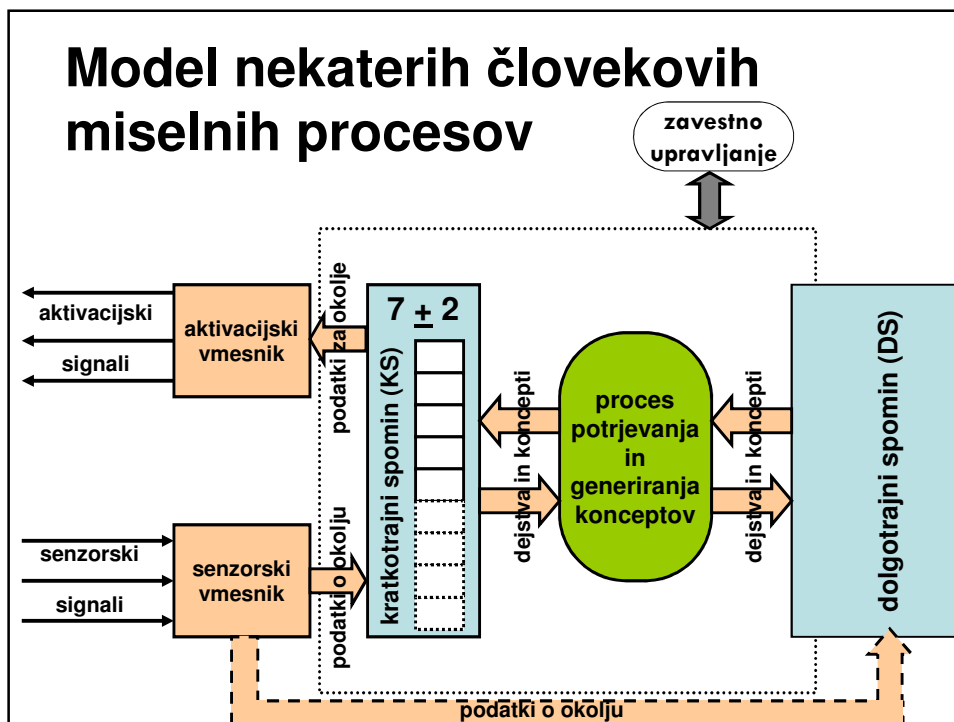 Model nekaterih človekovih
miselnih procesov
zavestno
upravljanje
aktivacijski
signali
aktivacijski
vmesnik
podatki za okolje
7 ± 2
kratkotrajni spomin (KS)
dejstva in koncepti
proces
potrjevanja
in
generiranja
konceptov
dejstva in koncepti
dolgotrajni spomin (DS)
senzorski
signali
senzorski
vmesnik
podatki o okolju
podatki o okolju